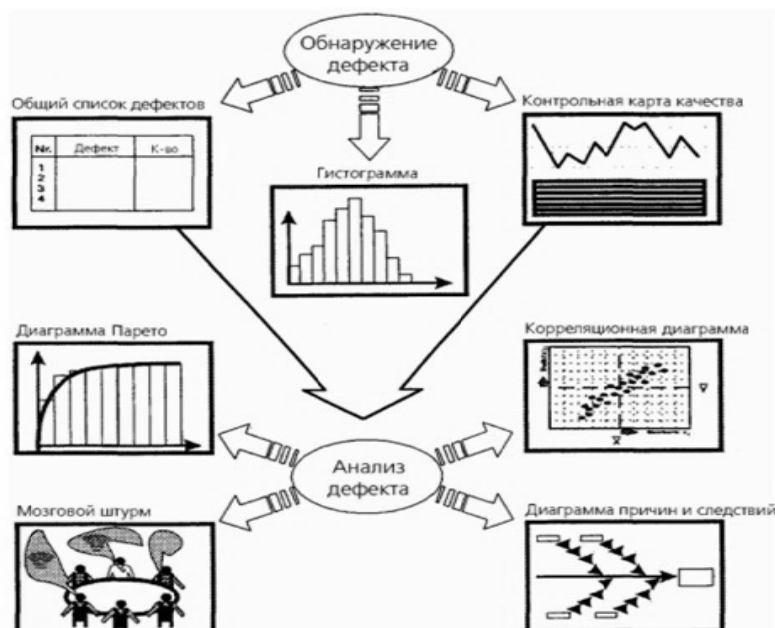 Обнаружение
дефекта
Общий список дефектов
Контрольная карта качества
Nr. Дефект К-во
1
2
3
4
Гистограмма
Диаграмма Парето
Корреляционная диаграмма
Анализ
дефекта
Мозговой штурм
Диаграмма причин и следствий